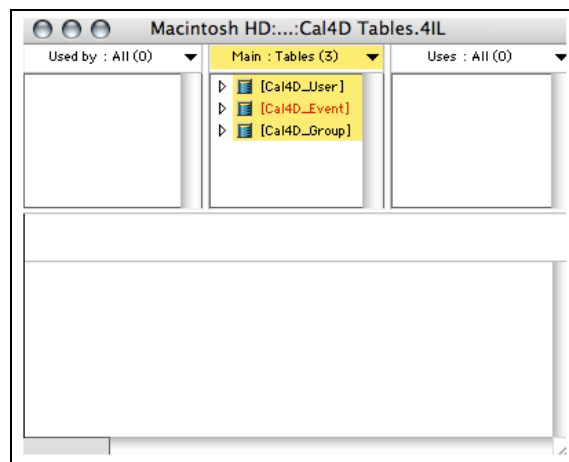 Macintosh HD:...:Cal4D Tables.4IL
Used by : All (0) Main : Tables (3) Uses : All (0)
[Cal4D_User]
[Cal4D_Event]
[Cal4D_Group]